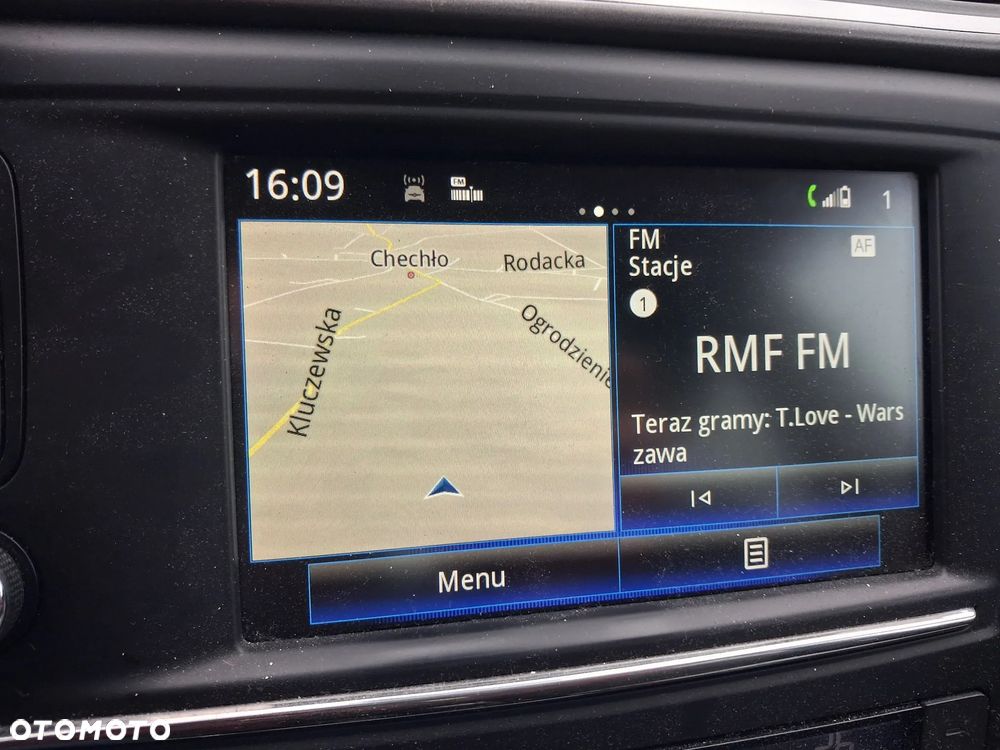 16:09
FM
1
Chechło
Rodacka
Kluczewska
Ogrodzienie
FM
AF
Stacje
1
RMF FM
Teraz gramy: T.Love - Wars
zawa
Menu
OTOMOTO